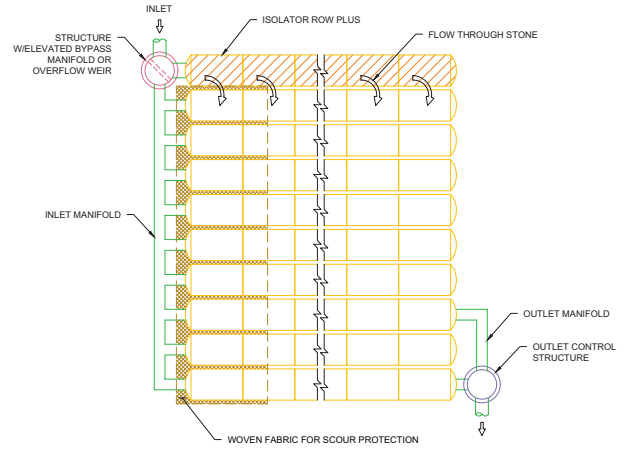 INLET
ISOLATOR ROW PLUS
STRUCTURE
W/ELEVATED BYPASS
MANIFOLD OR
OVERFLOW WEIR
FLOW THROUGH STONE
INLET MANIFOLD
OUTLET MANIFOLD
OUTLET CONTROL
STRUCTURE
WOVEN FABRIC FOR SCOUR PROTECTION